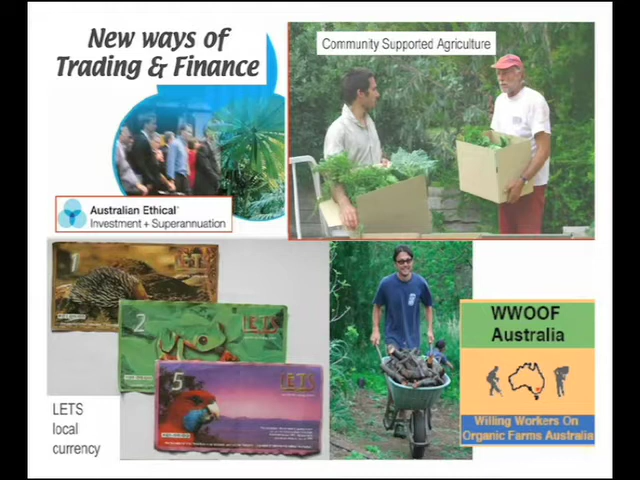 New ways of
Trading & Finance
Community Supported Agriculture
Australian Ethical
Investment + Superannuation
1
LETS
2
LETS
5
LETS
LETS
local
currency
WWOOF
Australia
Willing Workers On
Organic Farms Australia